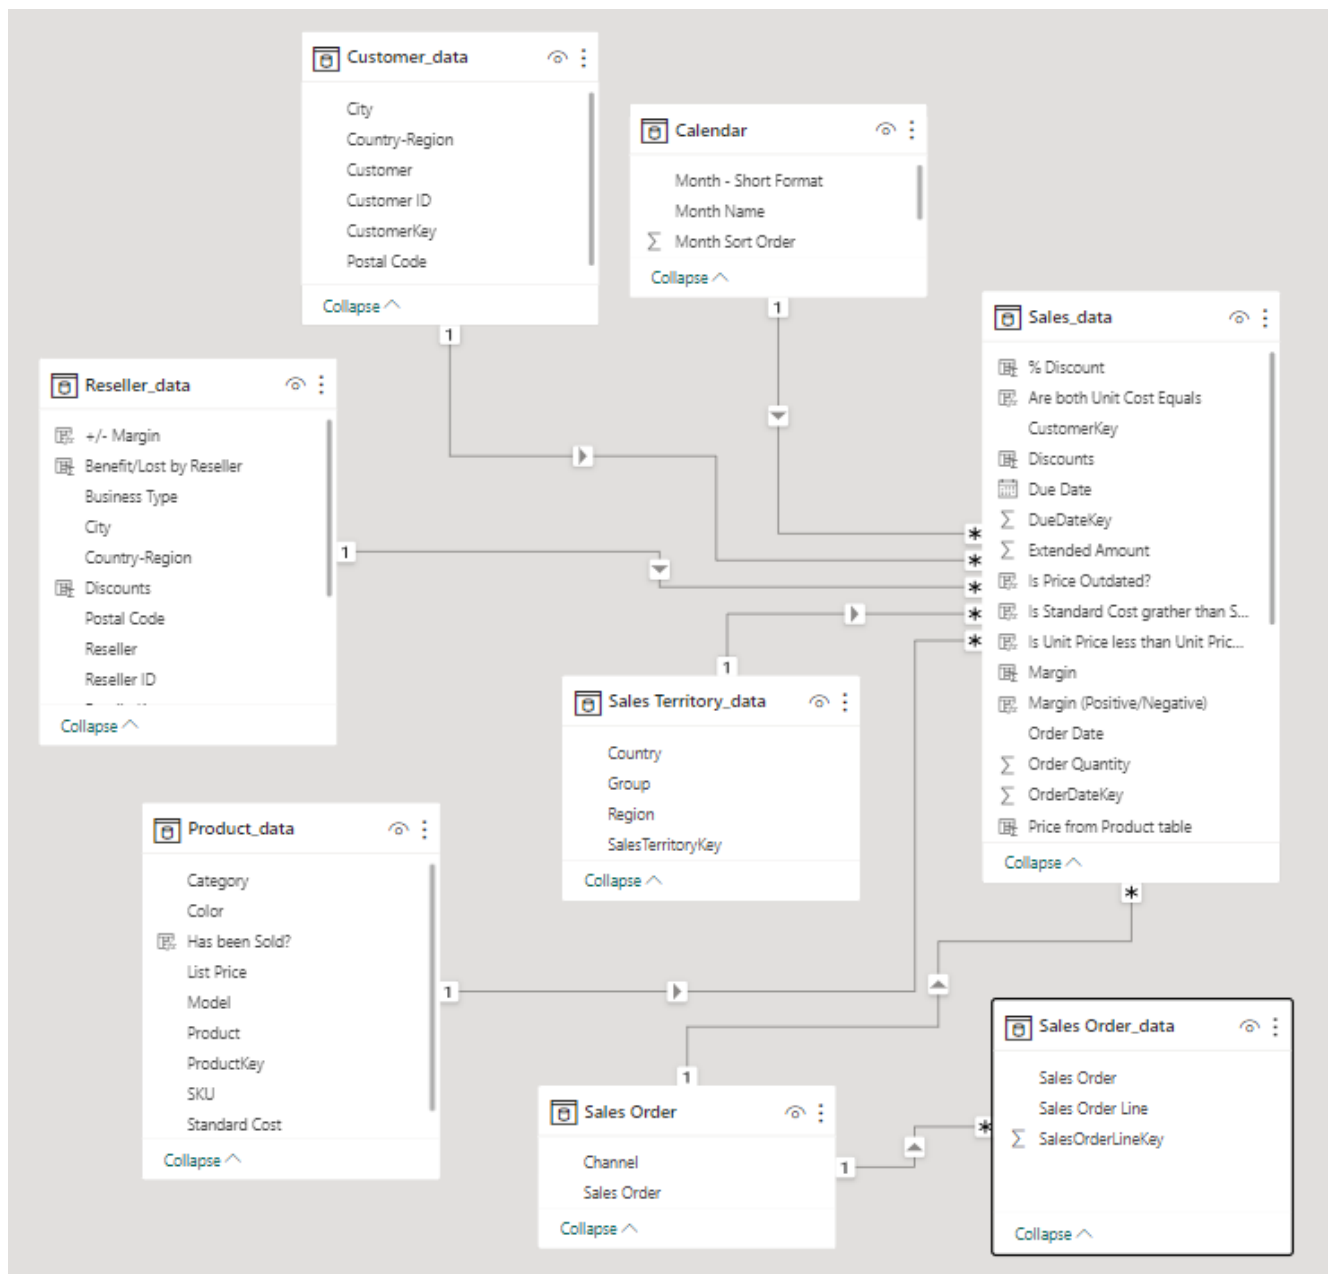 Customer_data
City
Country-Region
Customer
Customer ID
CustomerKey
Postal Code
Collapse
1
Calendar
Month - Short Format
Month Name
Month Sort Order
Collapse
1
Reseller_data
+/- Margin
Benefit/Lost by Reseller
Business Type
City
Country-Region
Discounts
Postal Code
Reseller
Reseller ID
Collapse
1
Sales_data
% Discount
Are both Unit Cost Equals
CustomerKey
Discounts
Due Date
DueDateKey
Extended Amount
Is Price Outdated?
Is Standard Cost grather than S...
Is Unit Price less than Unit Pric...
Margin
Margin (Positive/Negative)
Order Date
Order Quantity
OrderDateKey
Price from Product table
Collapse
*
*
*
*
*
*
1
Sales Territory_data
Country
Group
Region
SalesTerritoryKey
Collapse
Product_data
Category
Color
Has been Sold?
List Price
Model
Product
ProductKey
SKU
Standard Cost
Collapse
1
1
Sales Order
Channel
Sales Order
Collapse
1
*
Sales Order_data
Sales Order
Sales Order Line
SalesOrderLineKey
Collapse